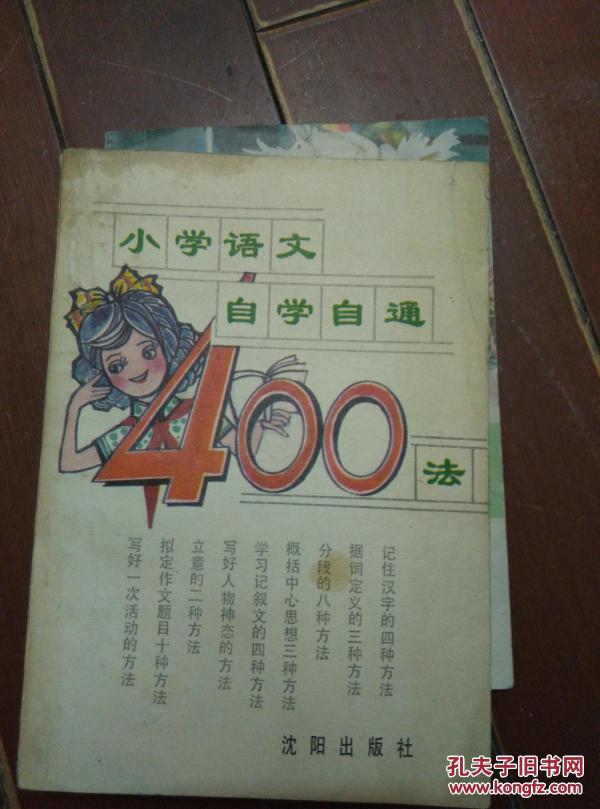 小学语文
自学自通
400
法
记住汉字的四种方法
据词定义的三种方法
分段的八种方法
概括中心思想三种方法
学习记叙文的四种方法
写好人物神态的方法
立意的二种方法
拟定作文题目十种方法
写好一次活动的方法
沈阳出版社
孔夫子旧书网
www.kongfz.com